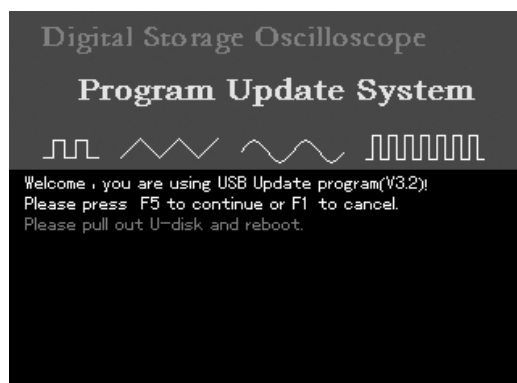 Digital Storage Oscilloscope
Program Update System
Welcome , you are using USB Update program(V3.2)!
Please press F5 to continue or F1 to cancel.
Please pull out U-disk and reboot.